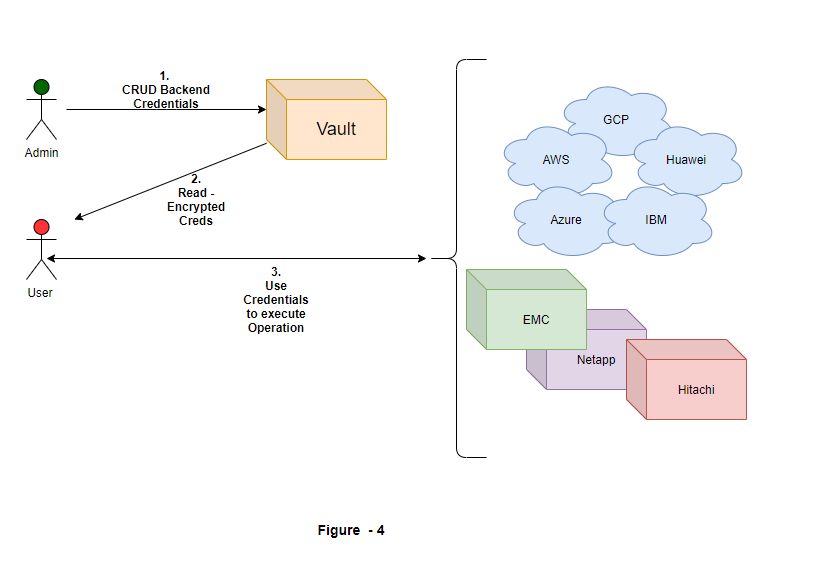 1.
CRUD Backend
Credentials
Admin
Vault
2.
Read -
Encrypted
Creds
User
3.
Use
Credentials
to execute
Operation
GCP
AWS
Huawei
Azure
IBM
EMC
Netapp
Hitachi
Figure - 4